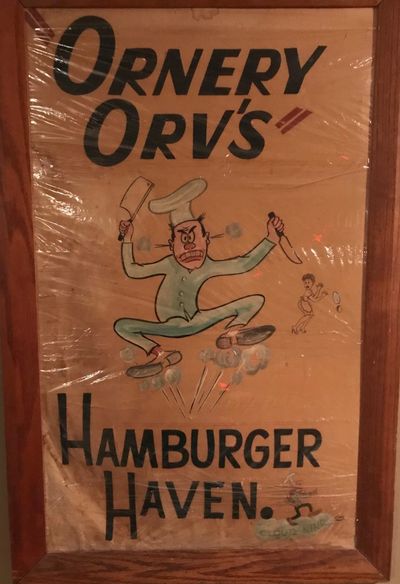 "ORNERY
ORV'S"
HAMBURGER
HAVEN.